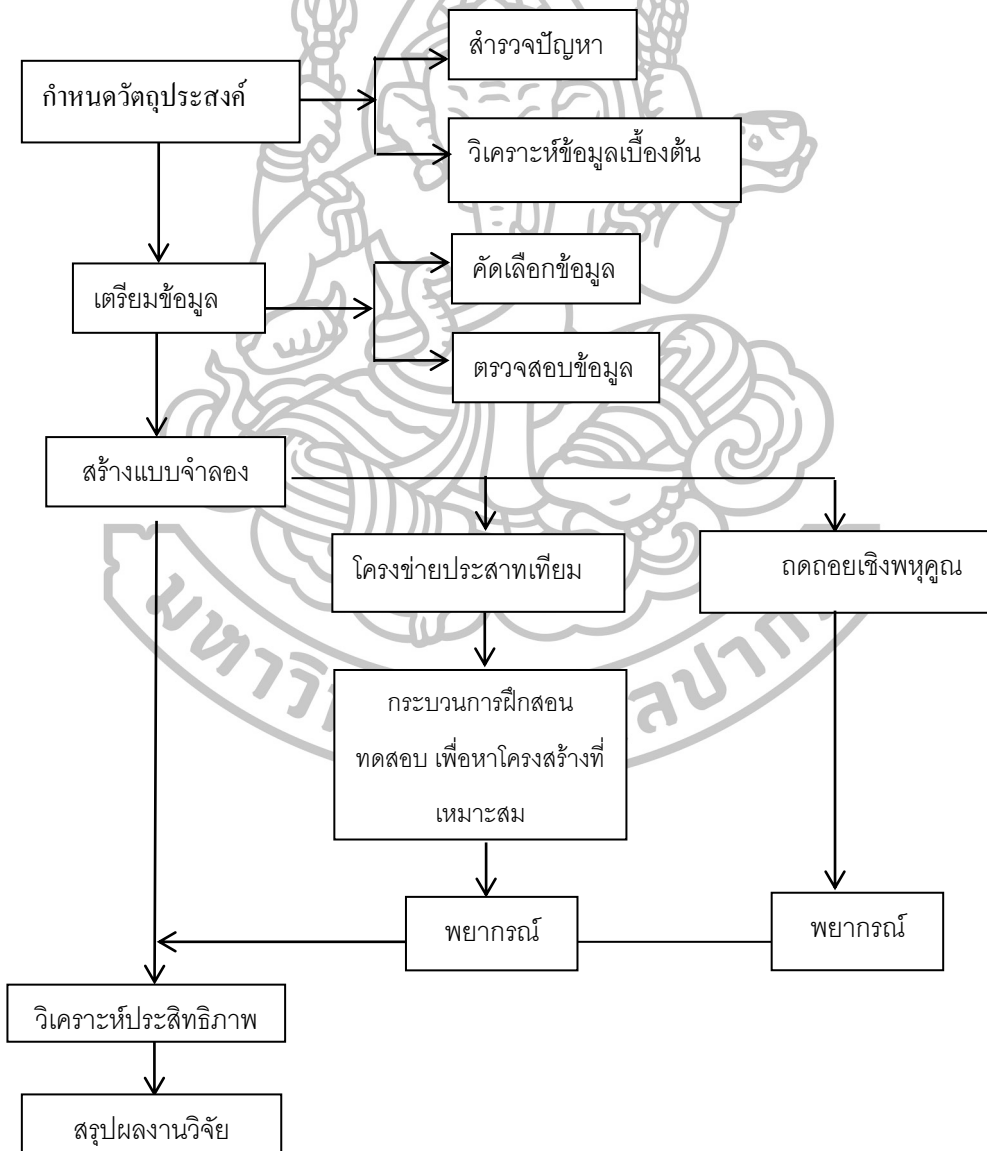 สำรวจปัญหา
กำหนดวัตถุประสงค์
วิเคราะห์ข้อมูลเบื้องต้น
คัดเลือกข้อมูล
เตรียมข้อมูล
ตรวจสอบข้อมูล
สร้างแบบจำลอง
โครงข่ายประสาทเทียม
ถดถอยเชิงพหุคูณ
กระบวนการฝึกสอน
ทดสอบ เพื่อหาโครงสร้างที่
เหมาะสม
พยากรณ์
พยากรณ์
วิเคราะห์ประสิทธิภาพ
สรุปผลงานวิจัย